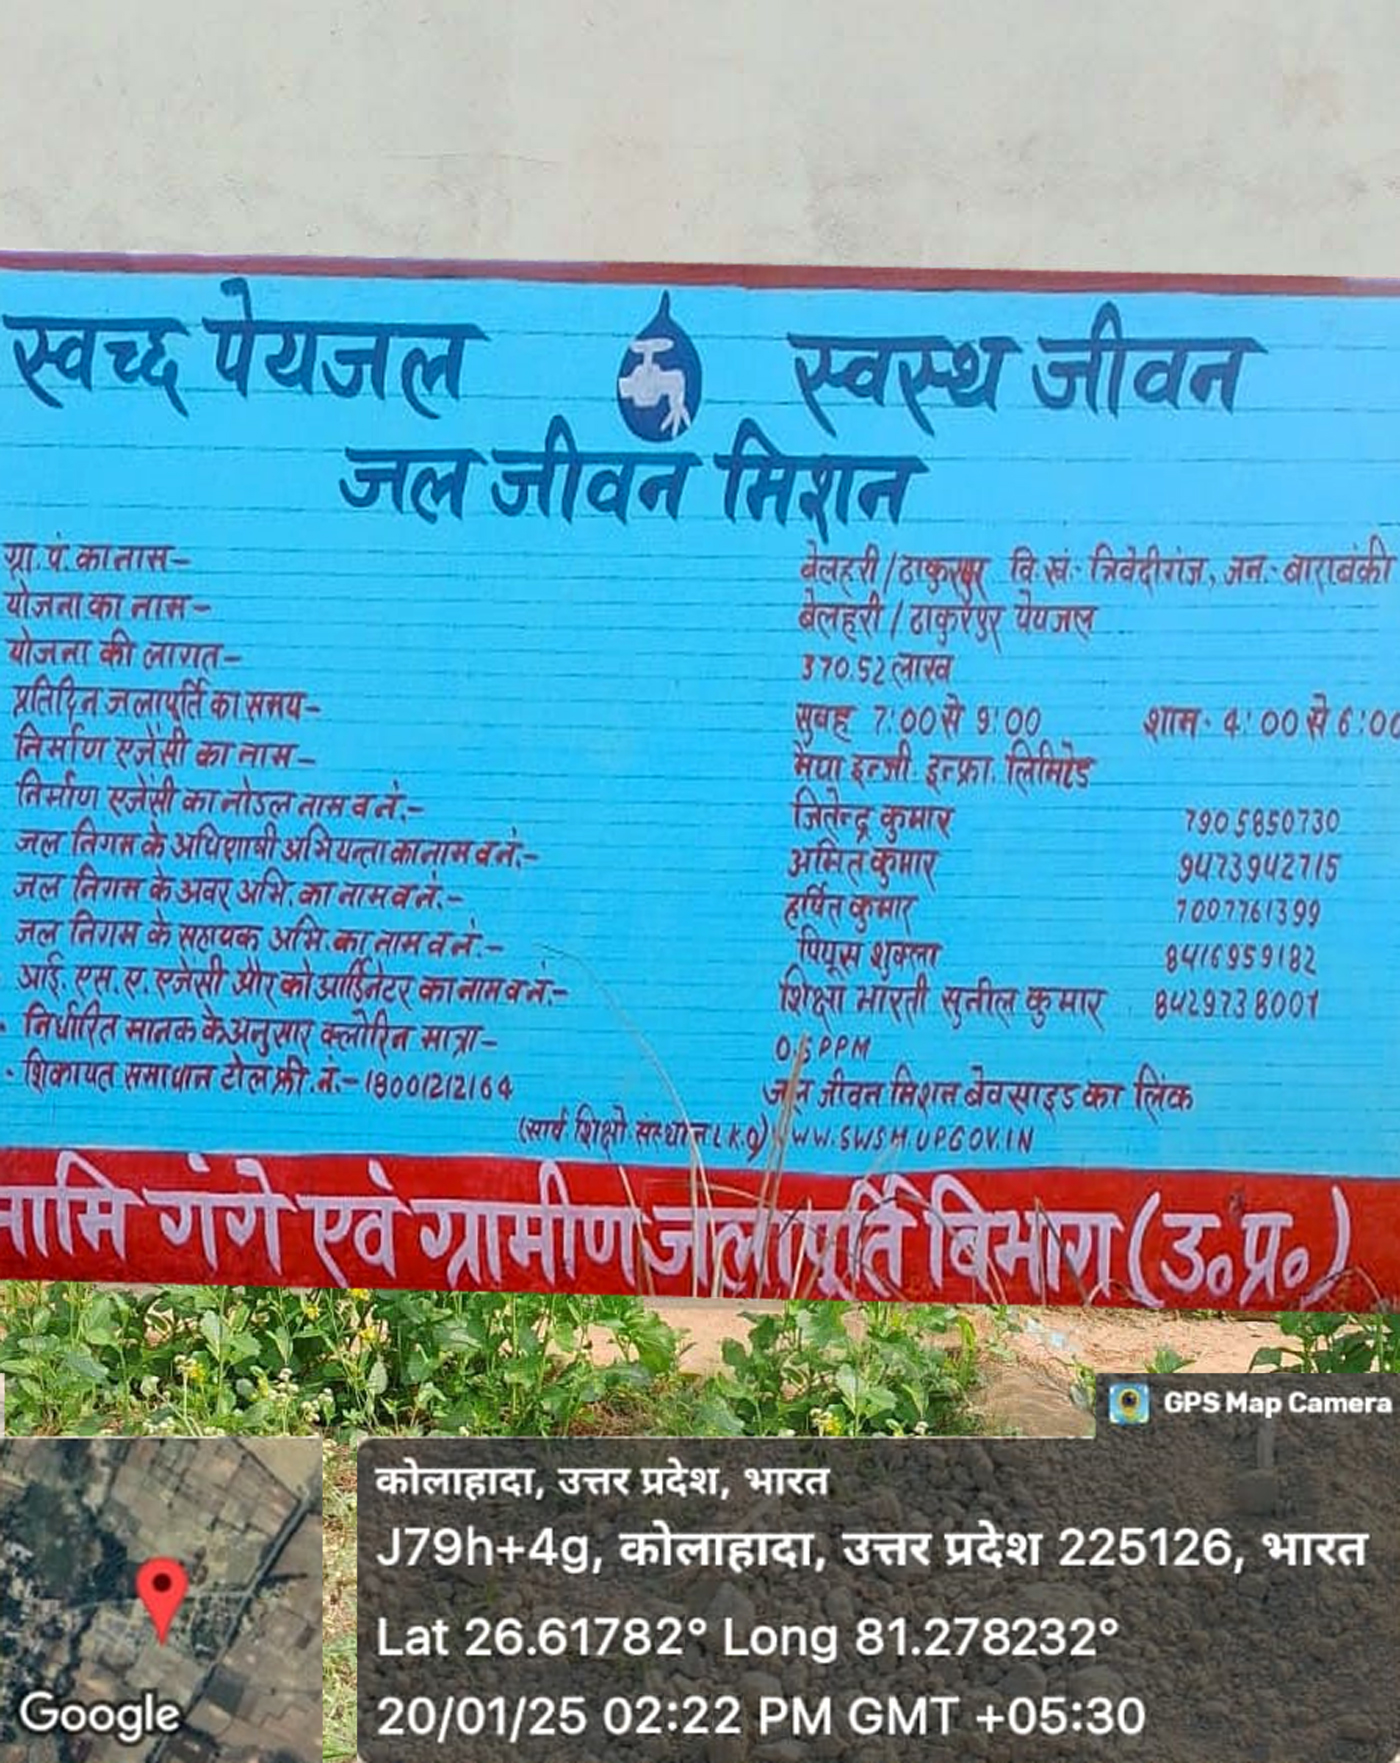 स्वच्छ पेयजल स्वस्थ जीवन
जल जीवन मिशन
ग्रा.पं. का नाम- बेलहरी/ठाकुरपुर वि.खं.- त्रिवेदीगंज, जन.- बाराबंकी
योजना का नाम- बेलहरी/ठाकुरपुर पेयजल
योजना की लागत- 370.52 लाख
प्रतिदिन जलापूर्ति का समय- सुबह 7:00 से 9:00 शाम- 4:00 से 6:00
निर्माण एजेंसी का नाम- मेघा इन्जी. इन्फ्रा. लिमिटेड
निर्माण एजेंसी का नोडल नाम व नं.- जितेन्द्र कुमार 7905850730
जल निगम के अधिशाषी अभियन्ता का नाम व नं.- अमित कुमार 9473942715
जल निगम के अवर अभि. का नाम व नं.- हर्षित कुमार 7007761399
जल निगम के सहायक अभि. का नाम व नं.- पियूस शुक्ला 8416959182
आई. एस. ए. एजेंसी और कोआर्डिनेटर का नाम व नं.- शिक्षा भारती सुनील कुमार 8429738001
• निर्धारित मानक के अनुसार क्लोरिन मात्रा- PPM
• शिकायत समाधान टोल फ्री. नं.- 18001212164 जल जीवन मिशन बेवसाइड का लिंक
WWW.SWSMUP.GOV.IN
नामि गंगे एवं ग्रामीण जलापूर्ति बिभाग (उ०प्र०)
GPS Map Camera
कोलाहादा, उत्तर प्रदेश, भारत
J79h+4g, कोलाहादा, उत्तर प्रदेश 225126, भारत
Lat 26.61782° Long 81.278232°
20/01/25 02:22 PM GMT +05:30
Google